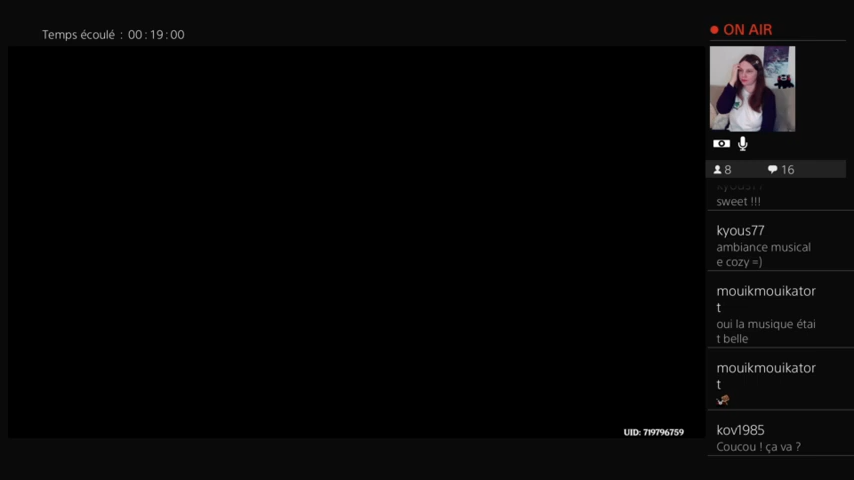 Temps écoulé : 00:19:00
ON AIR
8 16
kyous77
sweet !!!
kyous77
ambiance musical
e cozy =)
mouikmouikator
t
oui la musique étai
t belle
mouikmouikator
t
kov1985
Coucou ! ça va ?
UID: 719796759